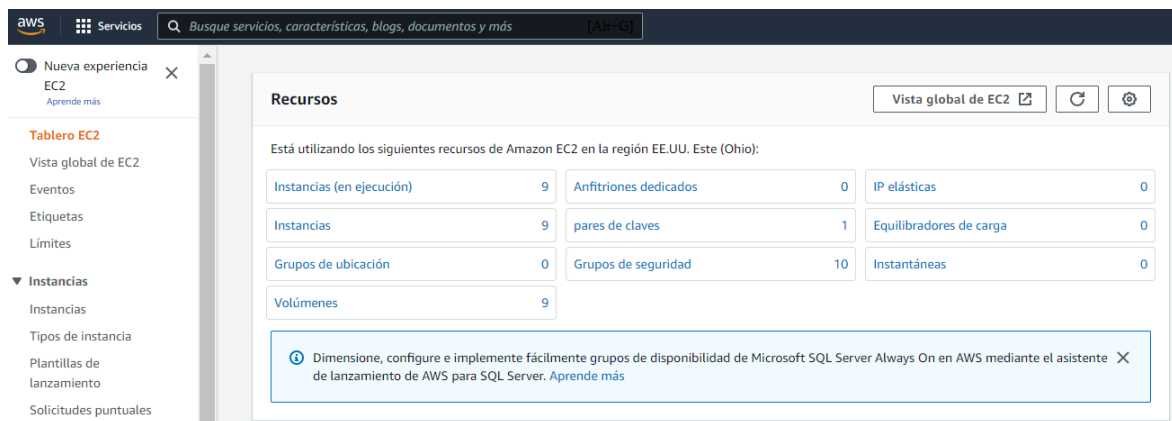 aws
Servicios
Busque servicios, características, blogs, documentos y más [Alt+G]
Nueva experiencia
EC2
Aprende más
Tablero EC2
Vista global de EC2
Eventos
Etiquetas
Límites
Instancias
Instancias
Tipos de instancia
Plantillas de
lanzamiento
Solicitudes puntuales
Recursos
Vista global de EC2
Está utilizando los siguientes recursos de Amazon EC2 en la región EE.UU. Este (Ohio):
Instancias (en ejecución) 9
Anfitriones dedicados 0
IP elásticas 0
Instancias 9
pares de claves 1
Equilibradores de carga 0
Grupos de ubicación 0
Grupos de seguridad 10
Instantáneas 0
Volúmenes 9
Dimensione, configure e implemente fácilmente grupos de disponibilidad de Microsoft SQL Server Always On en AWS mediante el asistente
de lanzamiento de AWS para SQL Server. Aprende más